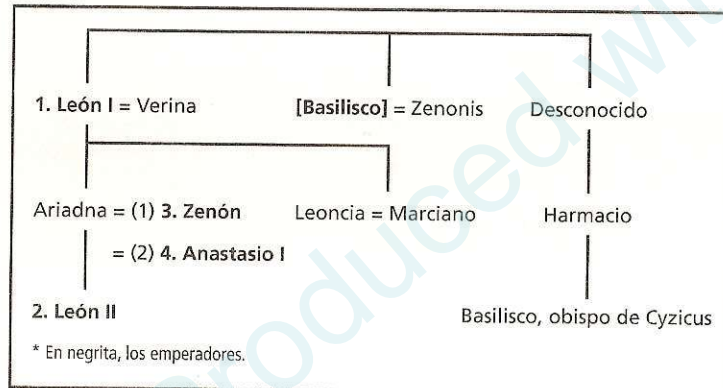 1. León I = Verina [Basilisco] = Zenonis Desconocido
Ariadna = (1) 3. Zenón Leoncia = Marciano Harmacio
= (2) 4. Anastasio I
2. León II Basilisco, obispo de Cyzicus
* En negrita, los emperadores.